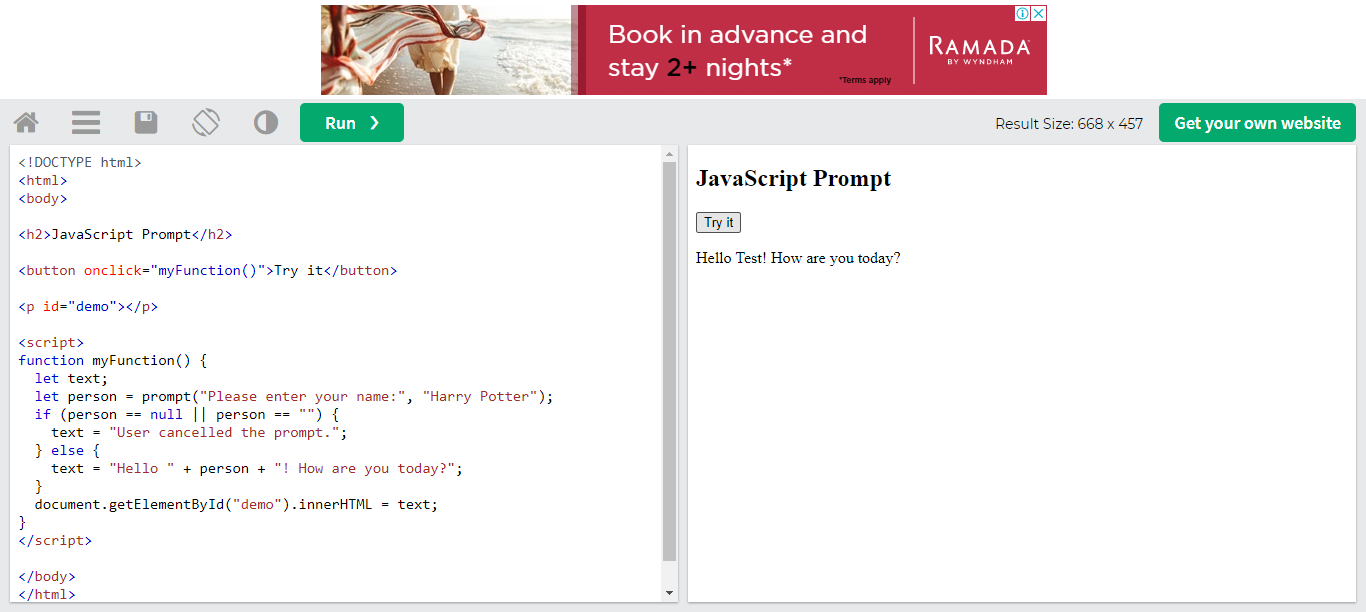 Book in advance and
stay 2+ nights*
*Terms apply
RAMADA
BY WYNDHAM
Run ❯
Result Size: 668 x 457
Get your own website
<!DOCTYPE html>
<html>
<body>
<h2>JavaScript Prompt</h2>
<button onclick="myFunction()">Try it</button>
<p id="demo"></p>
<script>
function myFunction() {
  let text;
  let person = prompt("Please enter your name:", "Harry Potter");
  if (person == null || person == "") {
    text = "User cancelled the prompt.";
  } else {
    text = "Hello " + person + "! How are you today?";
  }
  document.getElementById("demo").innerHTML = text;
}
</script>
</body>
</html>
JavaScript Prompt
Try it
Hello Test! How are you today?